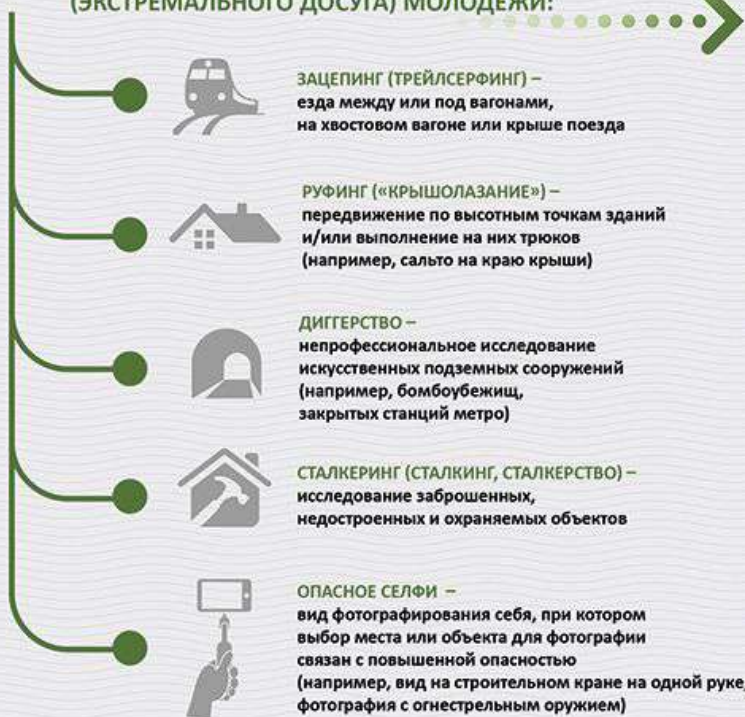 (ЭКСТРЕМАЛЬНОГО ДОСУГА) МОЛОДЕЖИ:
ЗАЦЕПИНГ (ТРЕЙЛСЕРФИНГ) –
езда между или под вагонами,
на хвостовом вагоне или крыше поезда
РУФИНГ («КРЫШОЛАЗАНИЕ») –
передвижение по высотным точкам зданий
и/или выполнение на них трюков
(например, сальто на краю крыши)
ДИГГЕРСТВО –
непрофессиональное исследование
искусственных подземных сооружений
(например, бомбоубежищ,
закрытых станций метро)
СТАЛКЕРИНГ (СТАЛКИНГ, СТАЛКЕРСТВО) –
исследование заброшенных,
недостроенных и охраняемых объектов
ОПАСНОЕ СЕЛФИ –
вид фотографирования себя, при котором
выбор места или объекта для фотографии
связан с повышенной опасностью
(например, вид на строительном кране на одной руке,
фотография с огнестрельным оружием)